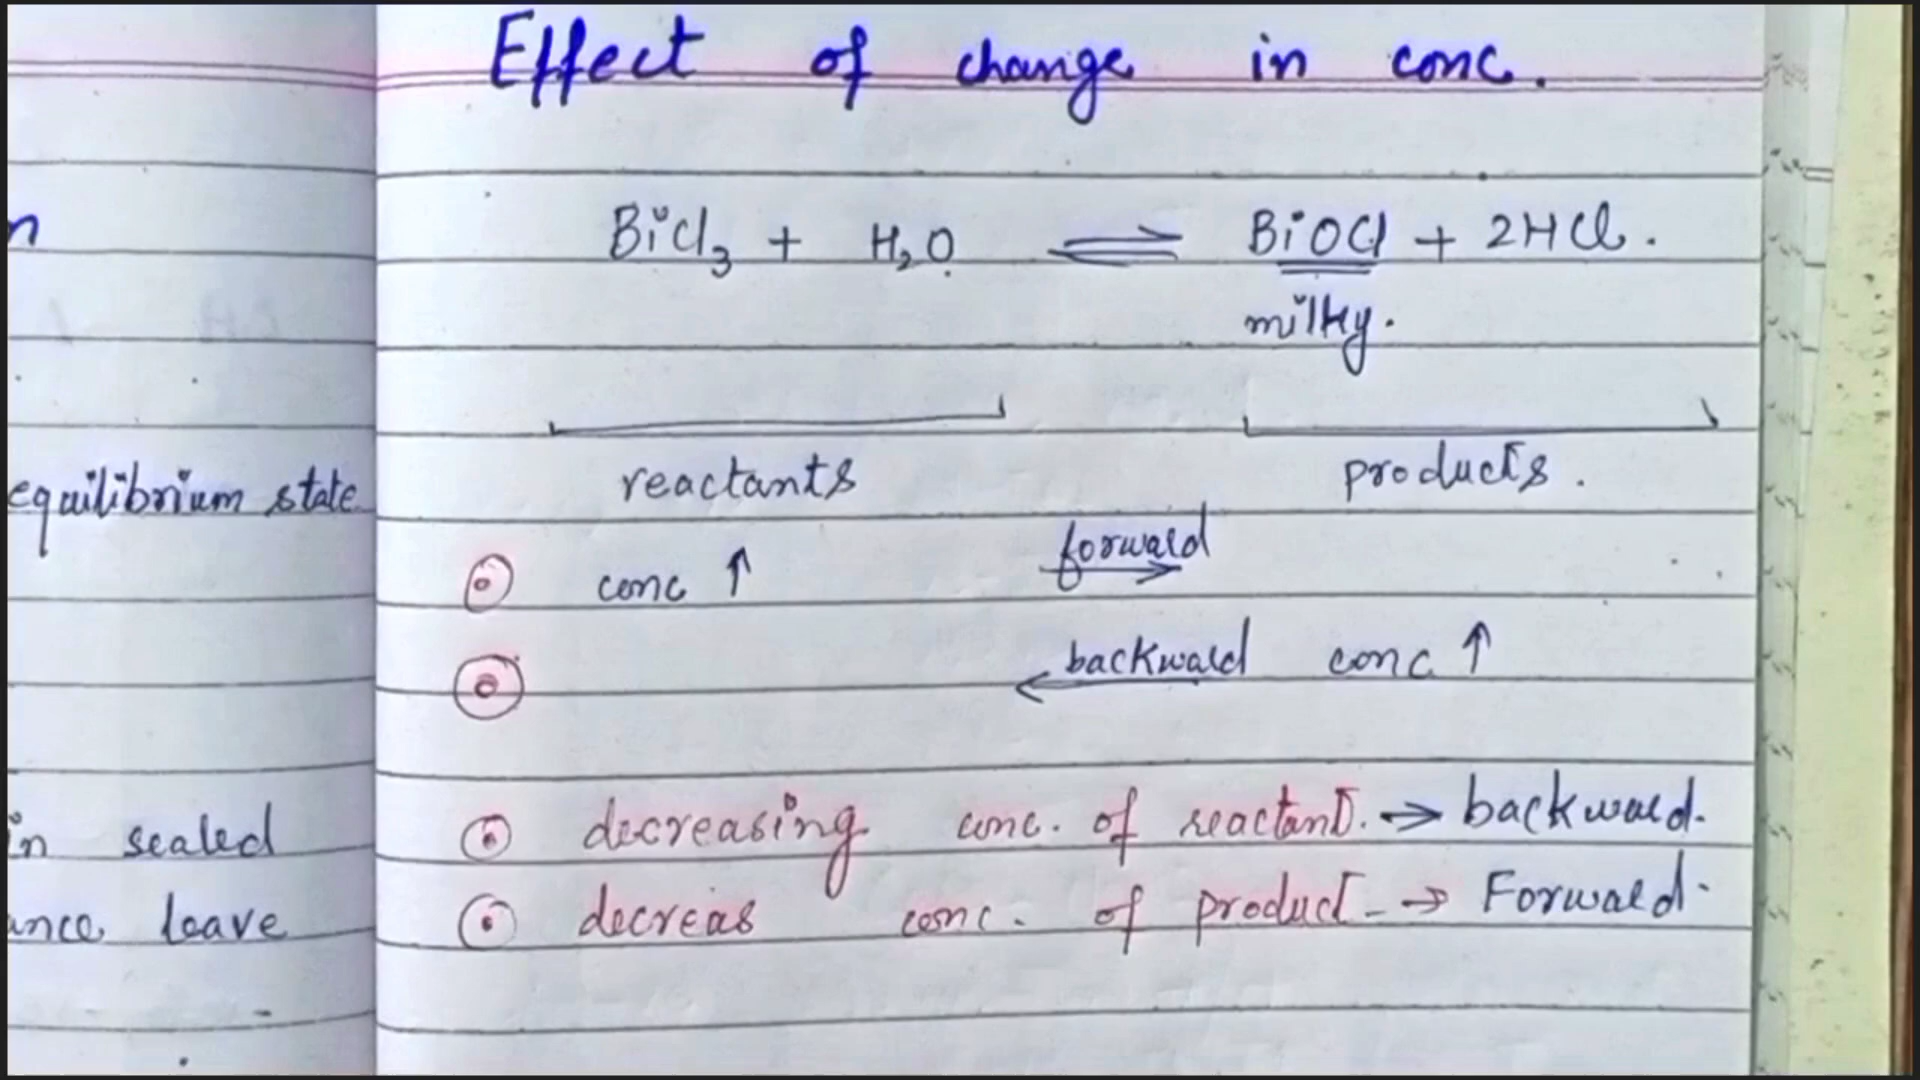 Effect of change in conc.
n
BiCl₃ + H₂O ⇌ BiOCl + 2HCl.
milky.
reactants products.
equilibrium state
conc ↑ forward →
← backward conc ↑
in sealed
ance leave
decreasing conc. of reactant. → backward.
decreas conc. of product → Forward.